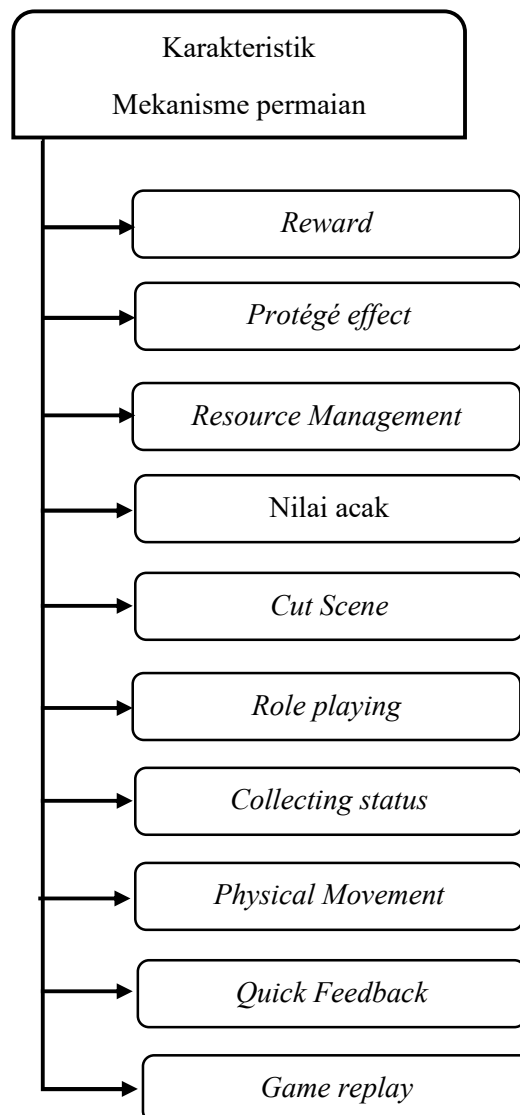 Karakteristik
Mekanisme permaian
Reward
Protégé effect
Resource Management
Nilai acak
Cut Scene
Role playing
Collecting status
Physical Movement
Quick Feedback
Game replay